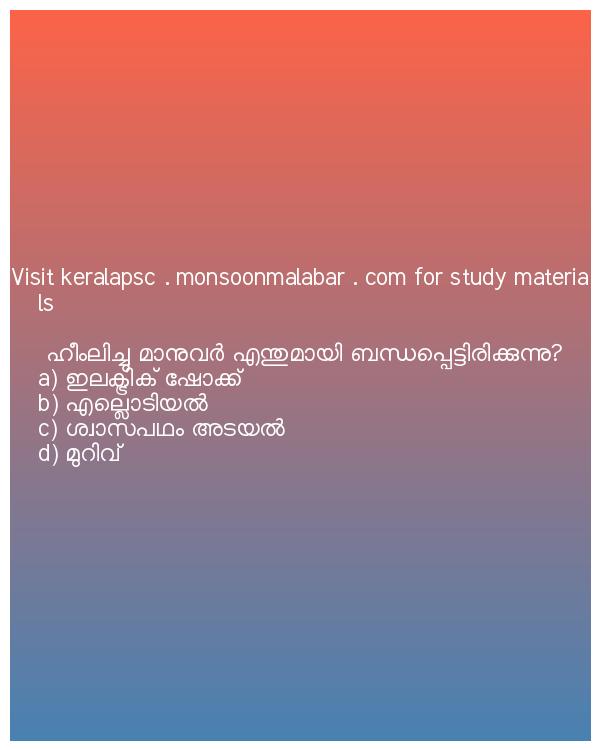 Visit keralapsc . monsoonmalabar . com for study materia
ls
ഹീംലിച്ച മാനുവർ എന്തുമായി ബന്ധപ്പെട്ടിരിക്കുന്നു?
a) ഇലക്ട്രിക് ഷോക്ക്
b) എല്ലൊടിയൽ
c) ശ്വാസപഥം അടയൽ
d) മുറിവ്